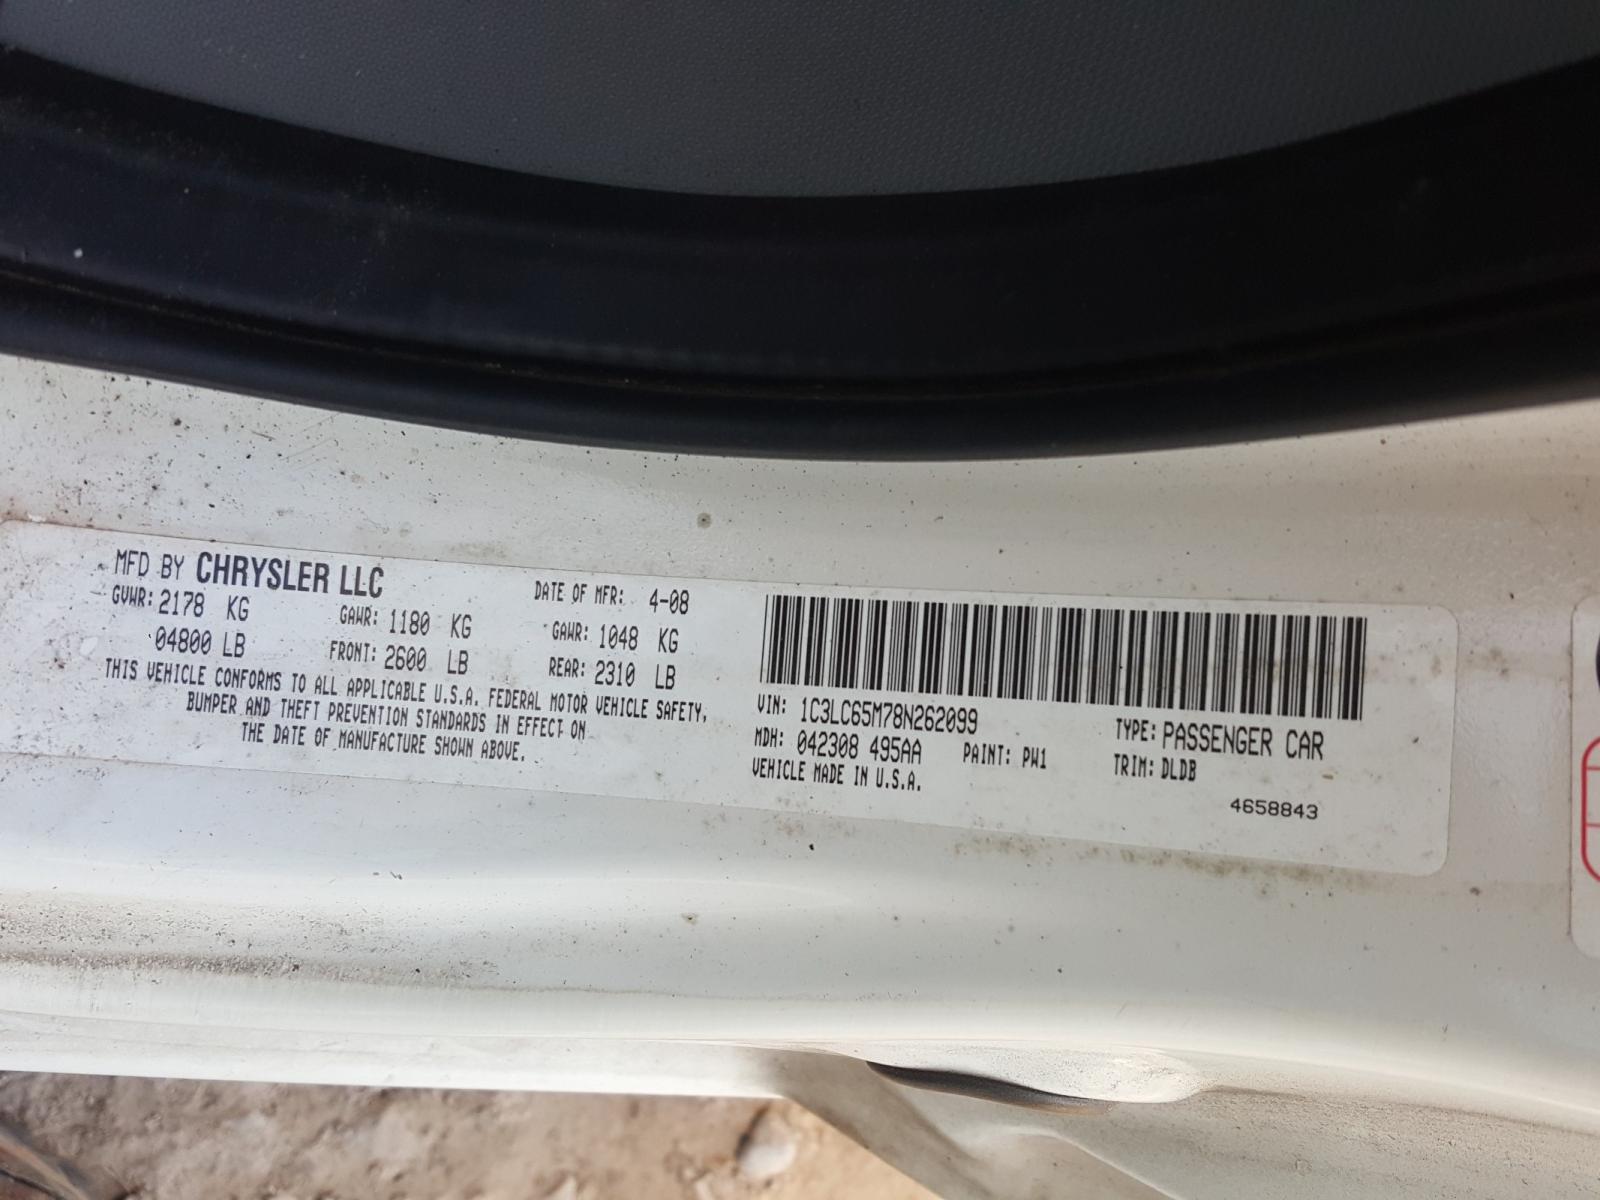 MFD BY CHRYSLER LLC
DATE OF MFR: 4-08
GVWR: 2178 KG
GAWR: 1180 KG
GAWR: 1048 KG
04800 LB
FRONT: 2600 LB
REAR: 2310 LB
THIS VEHICLE CONFORMS TO ALL APPLICABLE U.S.A. FEDERAL MOTOR VEHICLE SAFETY,
BUMPER AND THEFT PREVENTION STANDARDS IN EFFECT ON
THE DATE OF MANUFACTURE SHOWN ABOVE.
VIN: 1C3LC65M78N262099
TYPE: PASSENGER CAR
MDH: 042308 495AA
PAINT: PW1
TRIM: DLDB
VEHICLE MADE IN U.S.A.
4658843